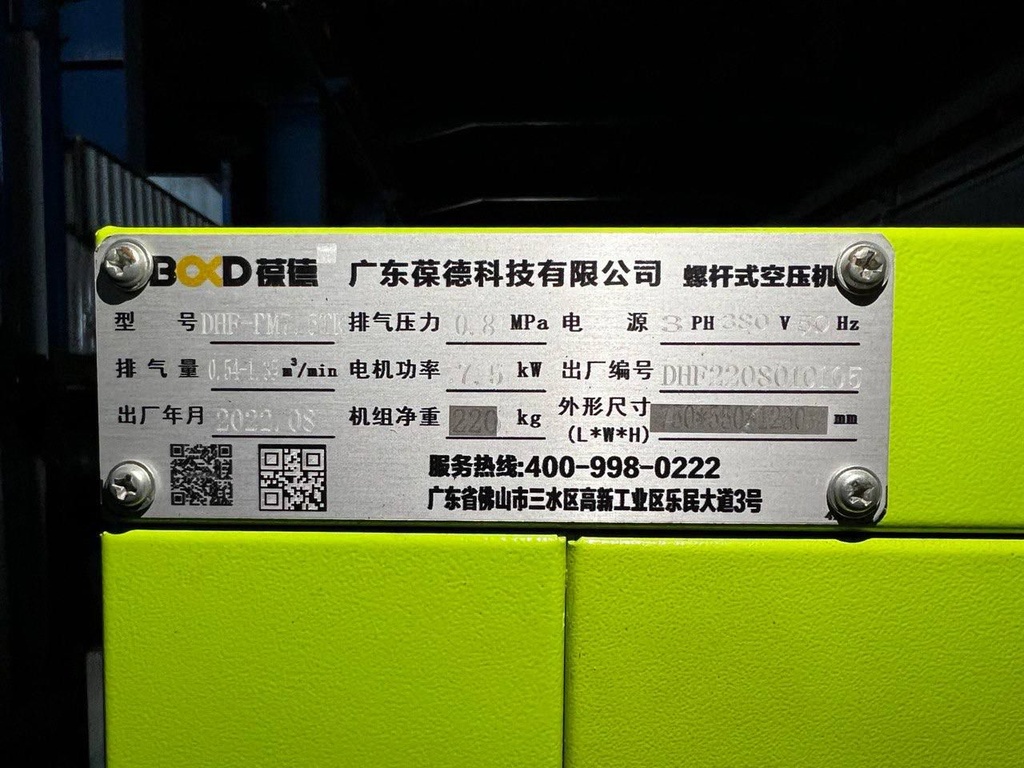 BOD葆德 广东葆德科技有限公司 螺杆式空压机
型 号 排气压力 0.8 MPa 电 源 3 PH 380 V 50 Hz
排气量 m³/min 电机功率 7.5 kW 出厂编号
出厂年月 2022/08 机组净重 220 kg 外形尺寸 mm
(L*W*H)
服务热线:400-998-0222
广东省佛山市三水区高新工业区乐民大道3号